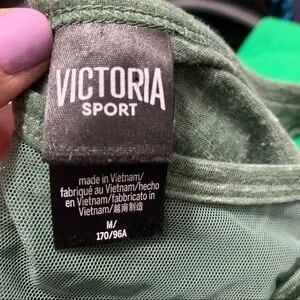 VICTORIA
SPORT
made in Vietnam/
fabriqué au Vietnam/hecho
en Vietnam/fabbricato in
Vietnam/越南制造
M/
170/96A